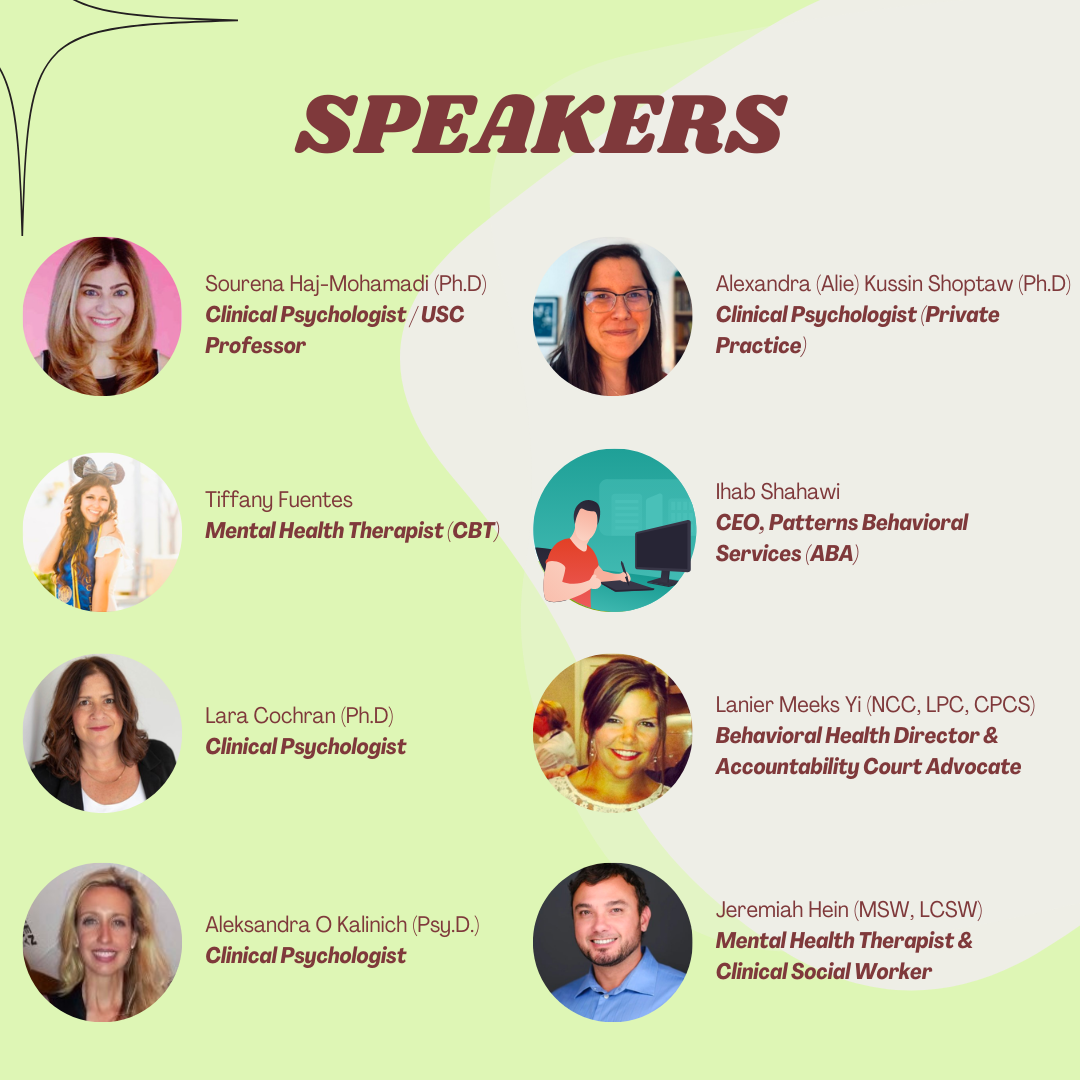 SPEAKERS
Sourena Haj-Mohamadi (Ph.D)
Clinical Psychologist / USC
Professor
Alexandra (Alie) Kussin Shoptaw (Ph.D)
Clinical Psychologist (Private
Practice)
Tiffany Fuentes
Mental Health Therapist (CBT)
Ihab Shahawi
CEO, Patterns Behavioral
Services (ABA)
Lara Cochran (Ph.D)
Clinical Psychologist
Lanier Meeks Yi (NCC, LPC, CPCS)
Behavioral Health Director &
Accountability Court Advocate
Aleksandra O Kalinich (Psy.D.)
Clinical Psychologist
Jeremiah Hein (MSW, LCSW)
Mental Health Therapist &
Clinical Social Worker